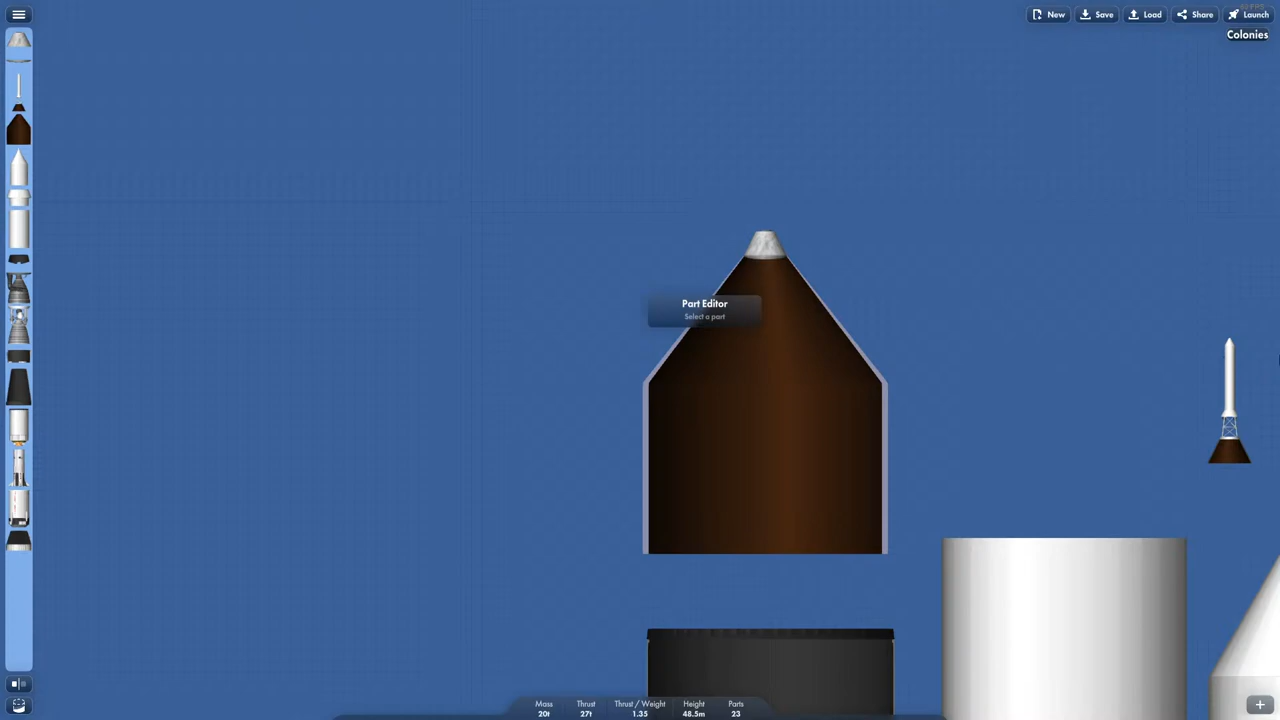 New
Save
Load
Share
Launch
Colonies
Part Editor
Select a part
Mass
Thrust
Thrust / Weight
Height
Parts
20t
27t
1.35
48.5m
23